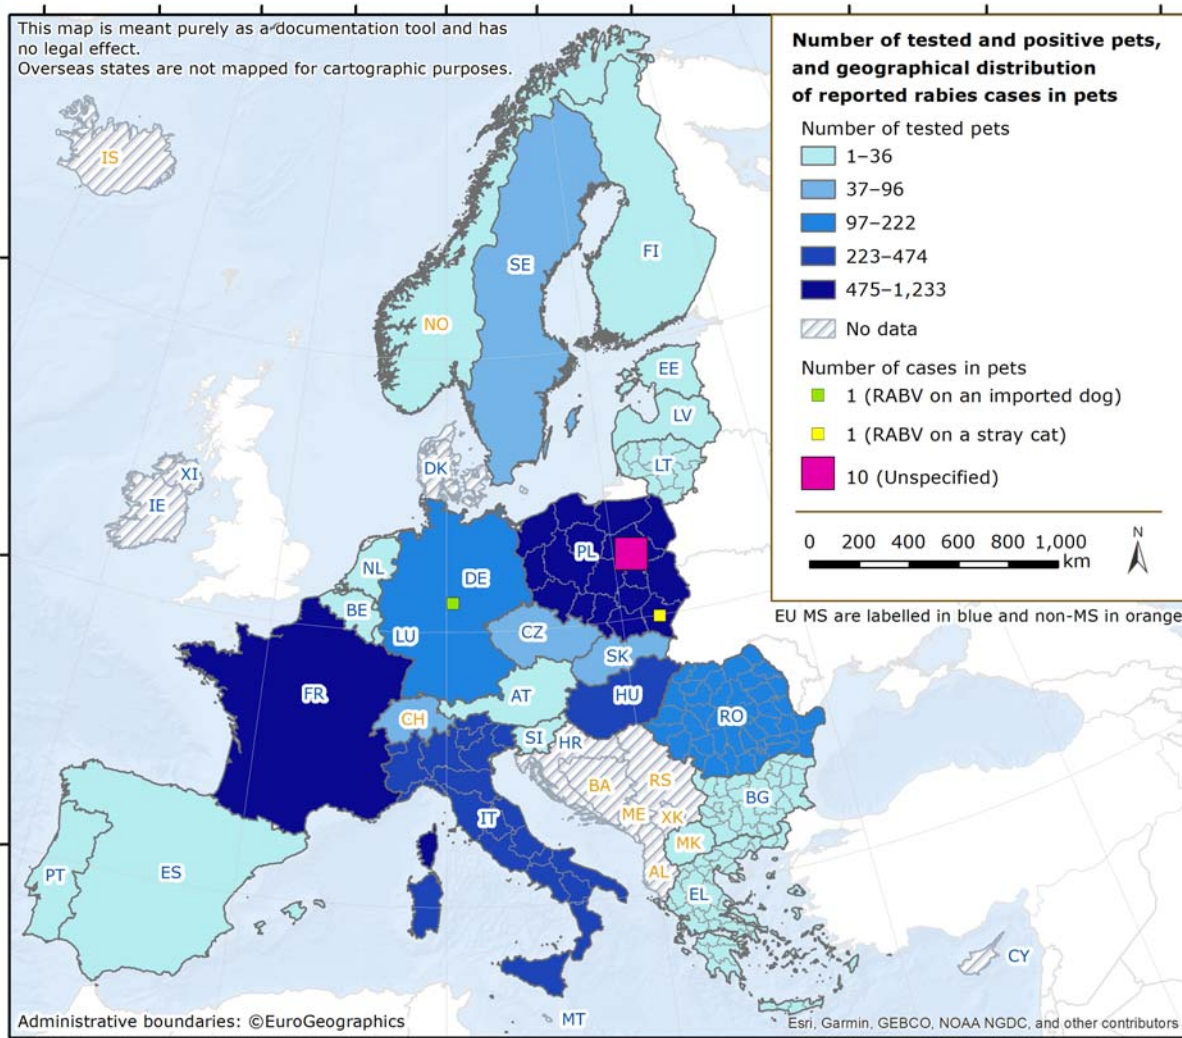 This map is meant purely as a documentation tool and has
no legal effect.
Overseas states are not mapped for cartographic purposes.
Number of tested and positive pets,
and geographical distribution
of reported rabies cases in pets
Number of tested pets
1–36
37–96
97–222
223–474
475–1,233
No data
Number of cases in pets
1 (RABV on an imported dog)
1 (RABV on a stray cat)
10 (Unspecified)
N
0 200 400 600 800 1,000
km
EU MS are labelled in blue and non-MS in orange
IS
SE
FI
NO
EE
LV
LT
DK
XI
IE
PL
NL
DE
BE
LU
CZ
SK
FR
AT
HU
CH
RO
SI
HR
RS
BA
BG
ME
XK
IT
MK
PT
ES
AL
EL
CY
MT
Administrative boundaries: ©EuroGeographics
Esri, Garmin, GEBCO, NOAA NGDC, and other contributors